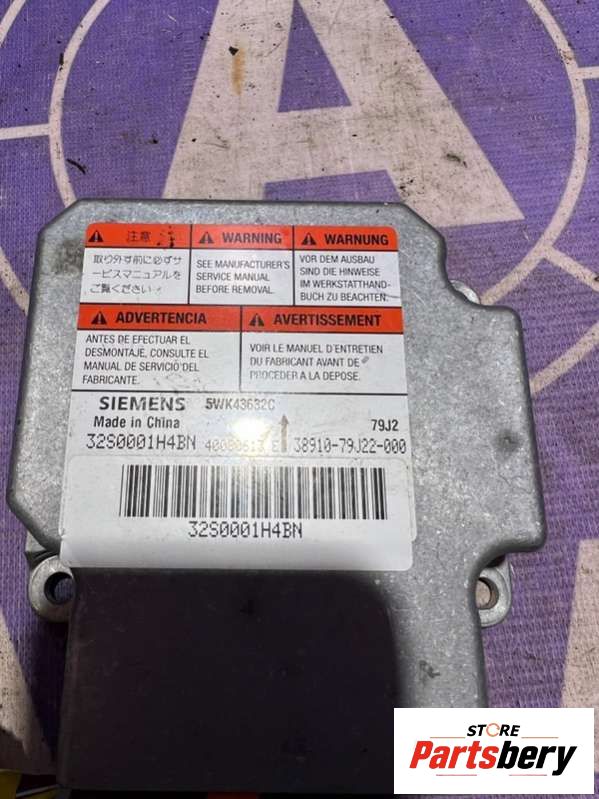 A
注意
取り外す前に必ずサ
ービスマニュアルを
ご覧ください
WARNING
SEE MANUFACTURER'S
SERVICE MANUAL
BEFORE REMOVAL.
WARNUNG
VOR DEM AUSBAU
SIND DIE HINWEISE
IM WERKSTATTHAND-
BUCH ZU BEACHTEN.
ADVERTENCIA
ANTES DE EFECTUAR EL
DESMONTAJE, CONSULTE EL
MANUAL DE SERVICIO DEL
FABRICANTE.
AVERTISSEMENT
VOIR LE MANUEL D'ENTRETIEN
DU FABRICANT AVANT DE
PROCEDER A LA DEPOSE.
SIEMENS 5WK43632C
Made in China 79J2
32S0001H4BN 38910-79J22-000
32S0001H4BN
STORE
Partsbery